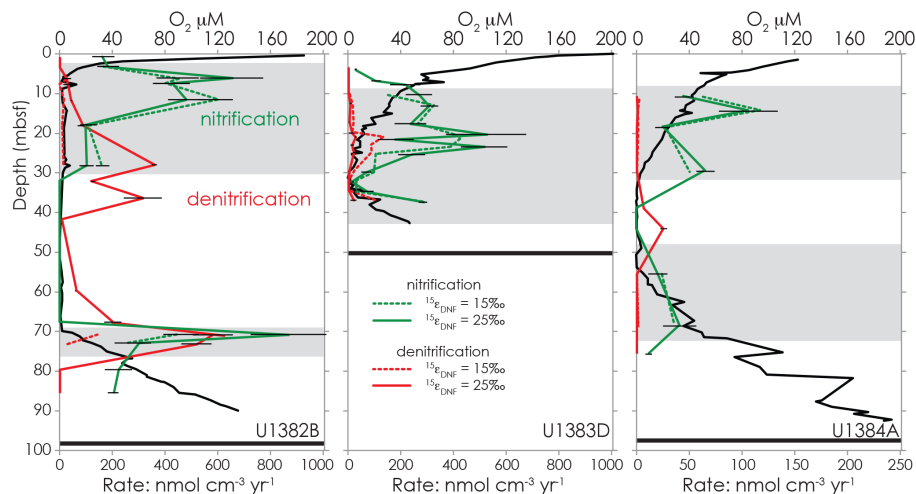 O₂ µM O₂ µM O₂ µM
0 40 80 120 160 200 0 40 80 120 160 200 0 40 80 120 160 200
Depth (mbsf)
0
10
20
30
40
50
60
70
80
90
100
nitrification
denitrification
nitrification
¹⁵ε_DNF = 15‰
¹⁵ε_DNF = 25‰
denitrification
¹⁵ε_DNF = 15‰
¹⁵ε_DNF = 25‰
U1382B U1383D U1384A
0 200 400 600 800 1000 0 200 400 600 800 1000 0 50 100 150 200 250
Rate: nmol cm⁻³ yr⁻¹ Rate: nmol cm⁻³ yr⁻¹ Rate: nmol cm⁻³ yr⁻¹